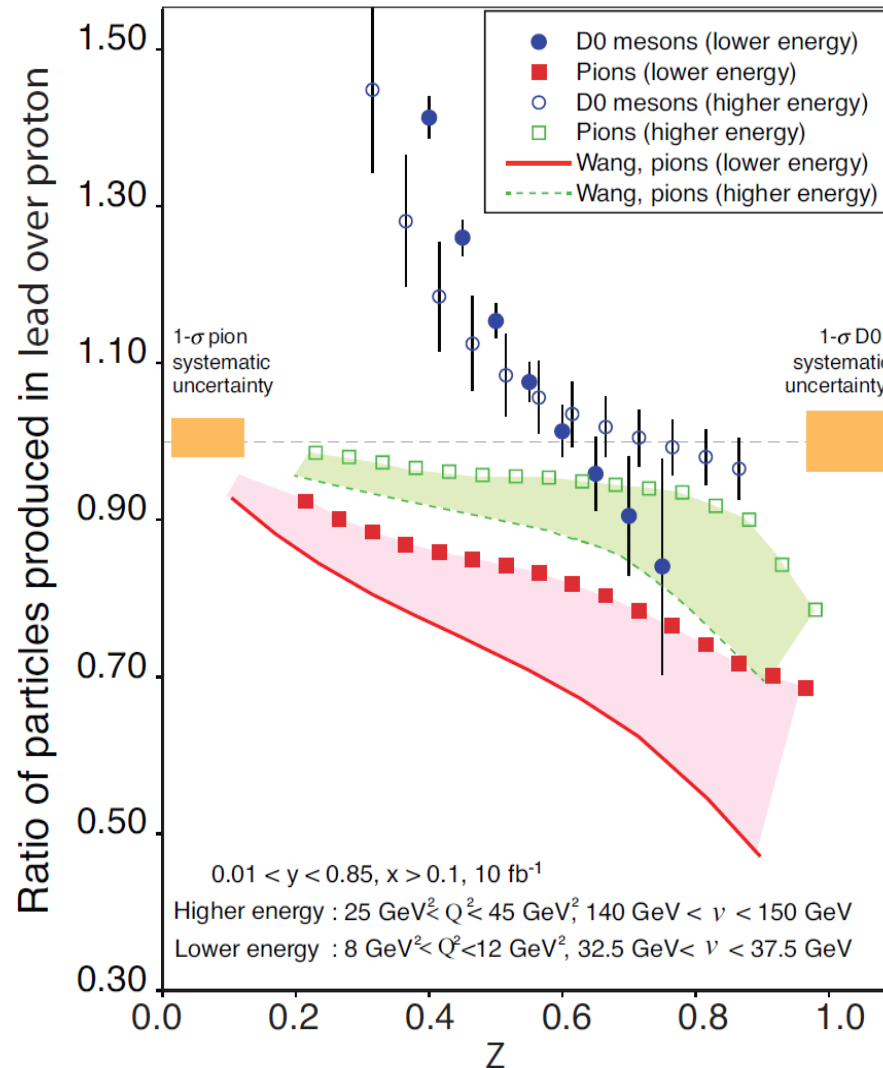 Ratio of particles produced in lead over proton
1.50
1.30
1.10
0.90
0.70
0.50
0.30
D0 mesons (lower energy)
Pions (lower energy)
D0 mesons (higher energy)
Pions (higher energy)
Wang, pions (lower energy)
Wang, pions (higher energy)
1-σ pion
systematic
uncertainty
1-σ D0
systematic
uncertainty
0.01 < y < 0.85, x > 0.1, 10 fb⁻¹
Higher energy : 25 GeV²< Q² < 45 GeV², 140 GeV < ν < 150 GeV
Lower energy : 8 GeV²< Q² <12 GeV², 32.5 GeV< ν < 37.5 GeV
0.0 0.2 0.4 0.6 0.8 1.0
Z